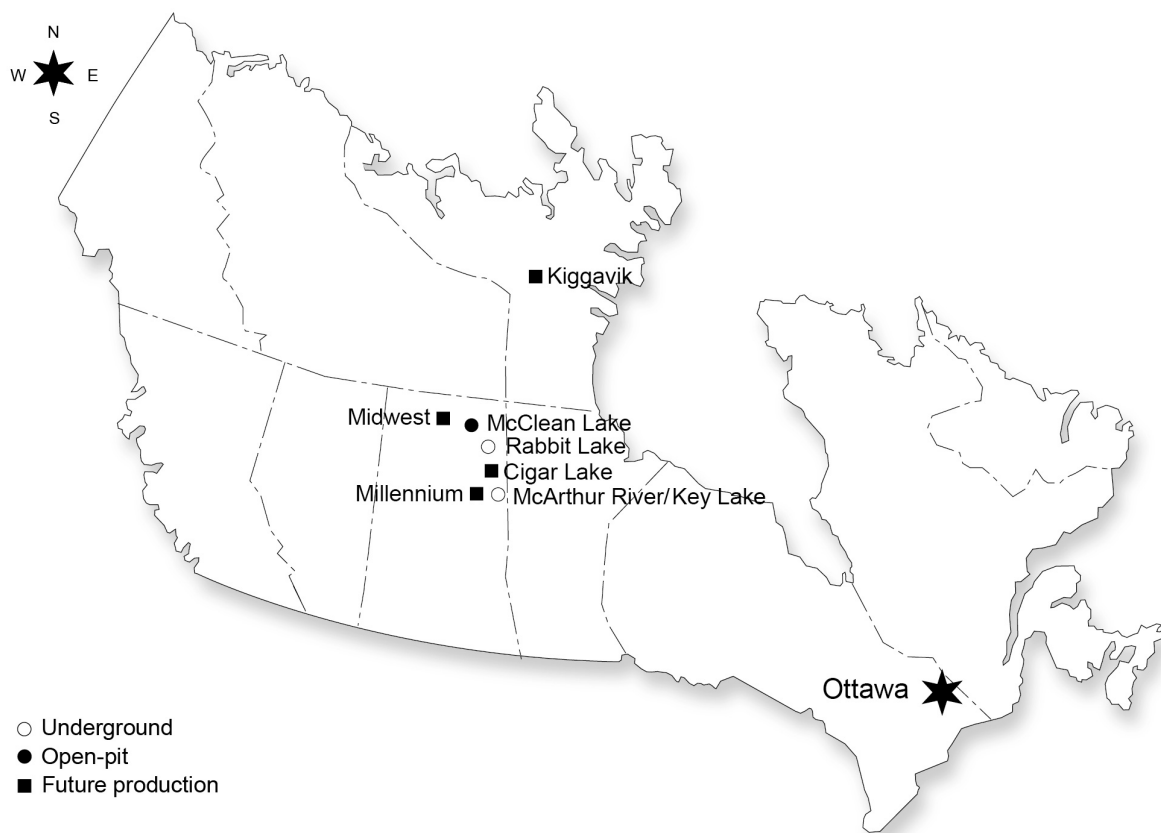 N
W E
S
Kiggavik
Midwest
McClean Lake
Rabbit Lake
Cigar Lake
Millennium
McArthur River/Key Lake
Ottawa
Underground
Open-pit
Future production